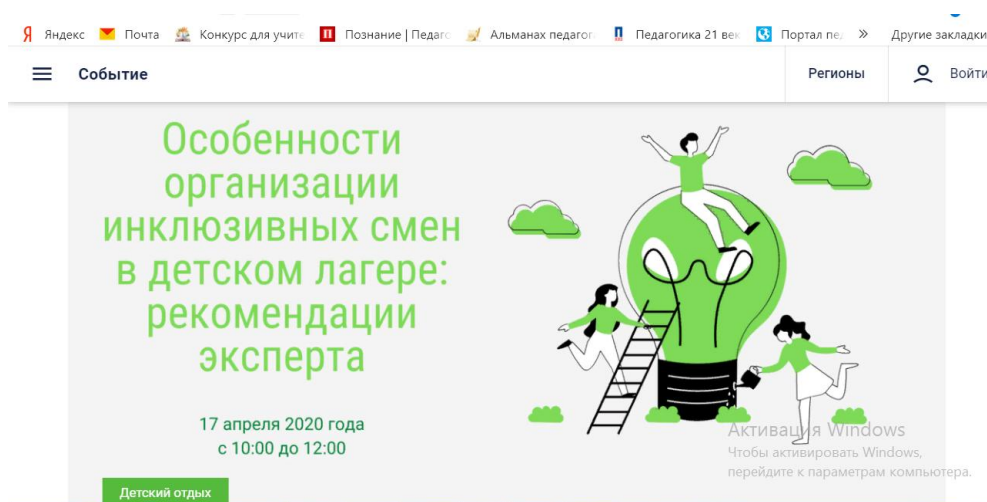 Яндекс Почта Конкурс для учите Познание | Педаго Альманах педагог Педагогика 21 век Портал пед » Другие закладки
Событие Регионы Войти
Особенности
организации
инклюзивных смен
в детском лагере:
рекомендации
эксперта
17 апреля 2020 года
с 10:00 до 12:00
Детский отдых
Активация Windows
Чтобы активировать Windows,
перейдите к параметрам компьютера.